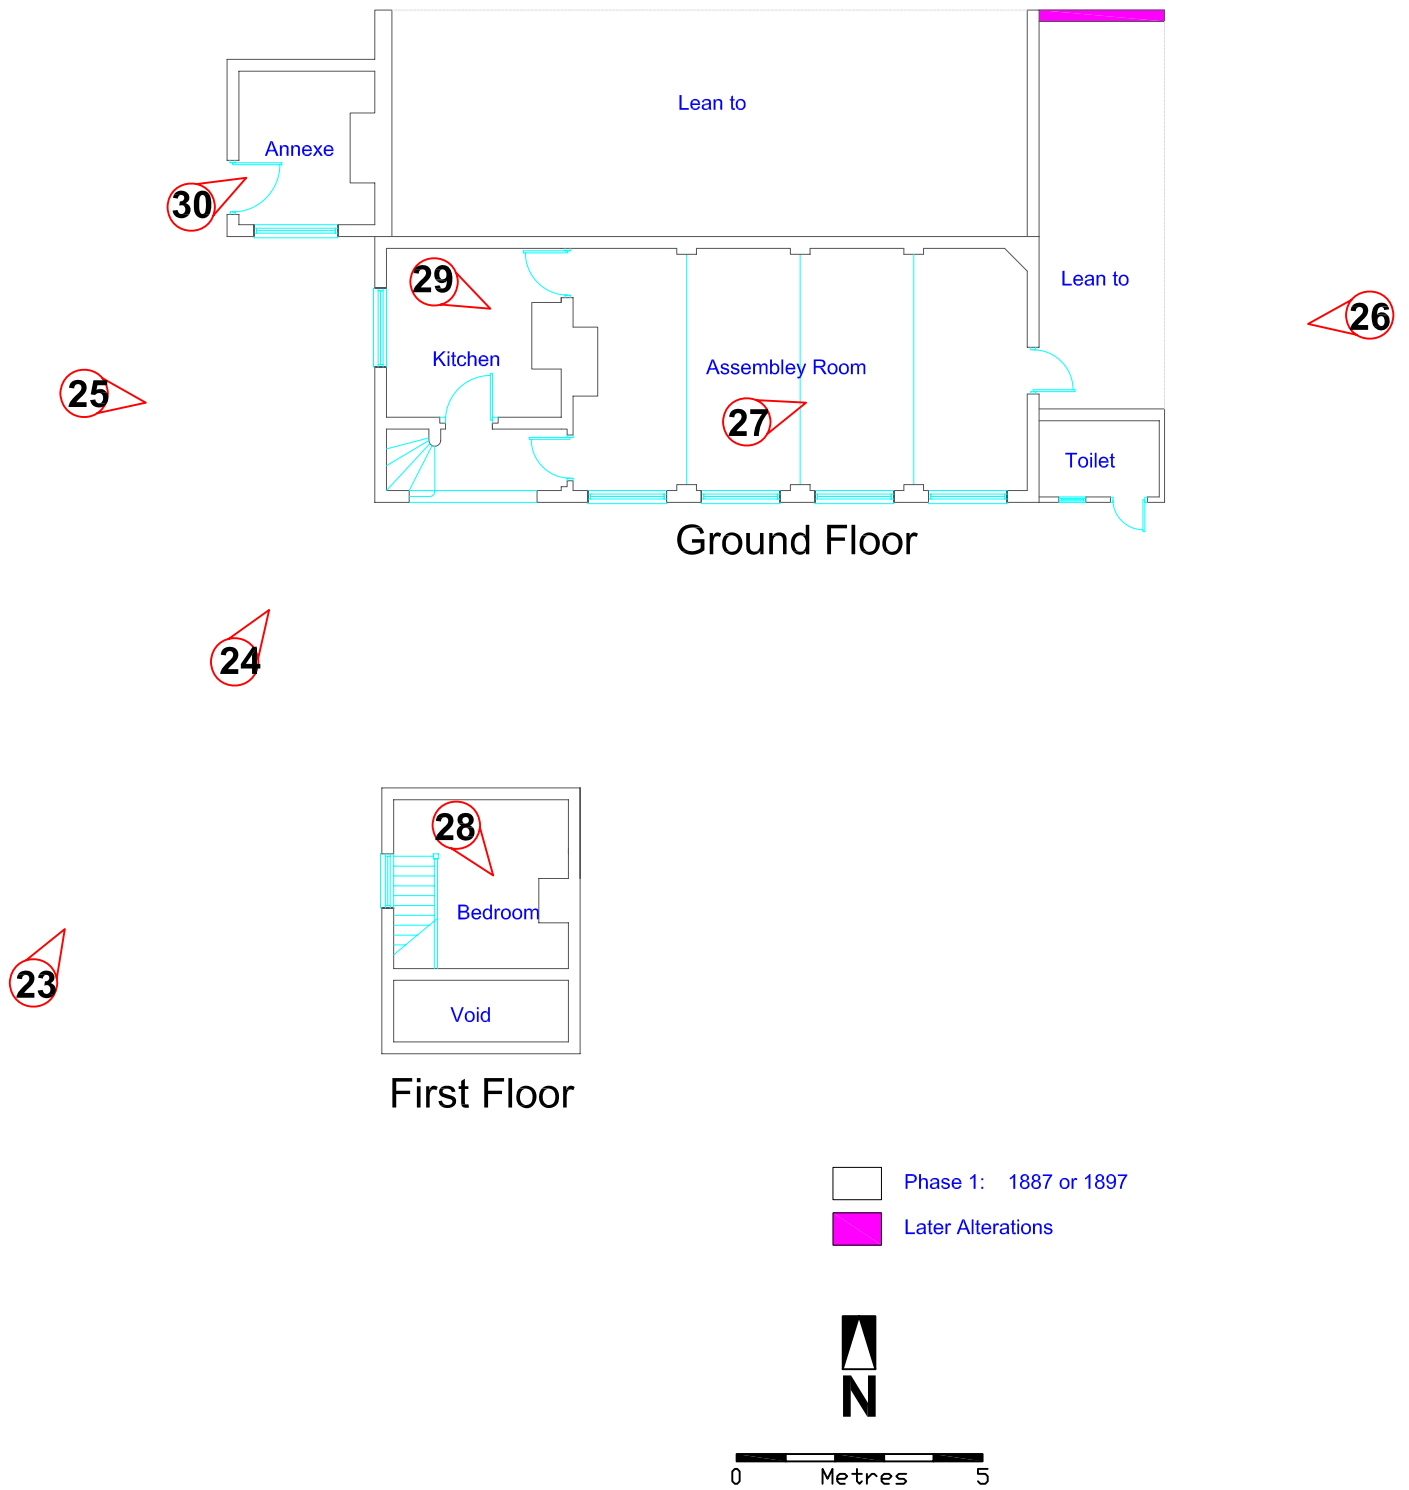 Lean to
Annexe
30
29
Lean to
26
Kitchen
Assembley Room
25
27
Toilet
Ground Floor
24
28
Bedroom
23
Void
First Floor
Phase 1: 1887 or 1897
Later Alterations
N
0 Metres 5